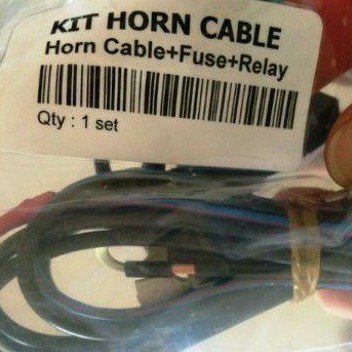 KIT HORN CABLE
Horn Cable+Fuse+Relay
Qty : 1 set